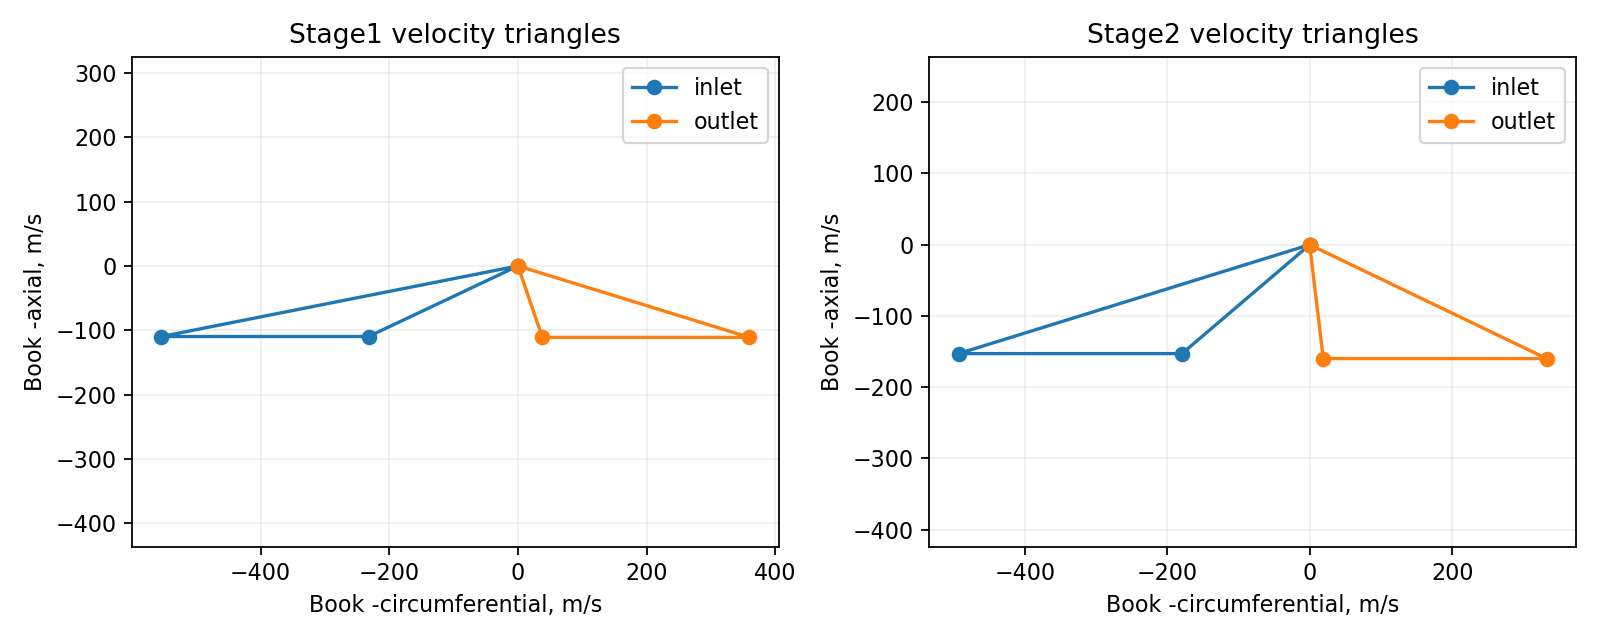 Stage1 velocity triangles
inlet
outlet
300
200
100
0
−100
−200
−300
−400
Book -axial, m/s
−400
−200
0
200
400
Book -circumferential, m/s
Stage2 velocity triangles
inlet
outlet
200
100
0
−100
−200
−300
−400
Book -axial, m/s
−400
−200
0
200
Book -circumferential, m/s